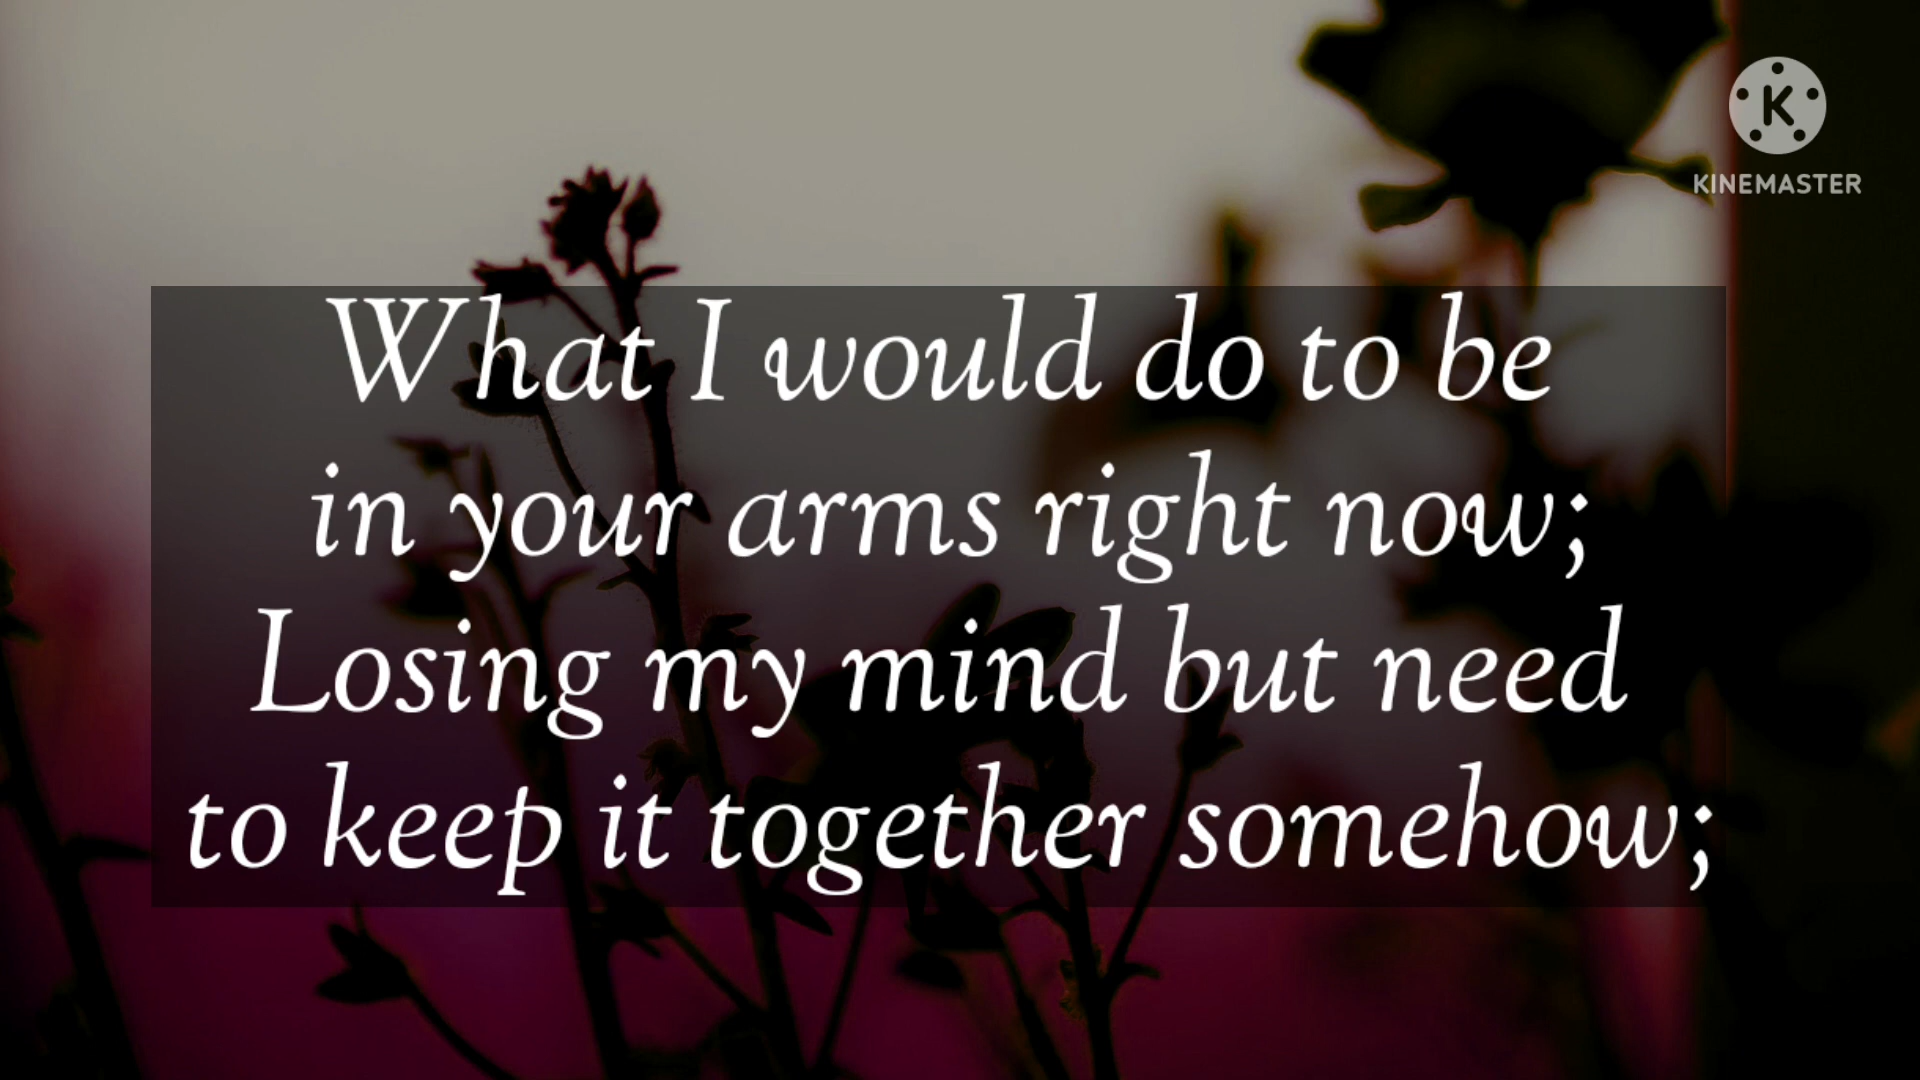 K
KINEMASTER
What I would do to be
in your arms right now;
Losing my mind but need
to keep it together somehow;